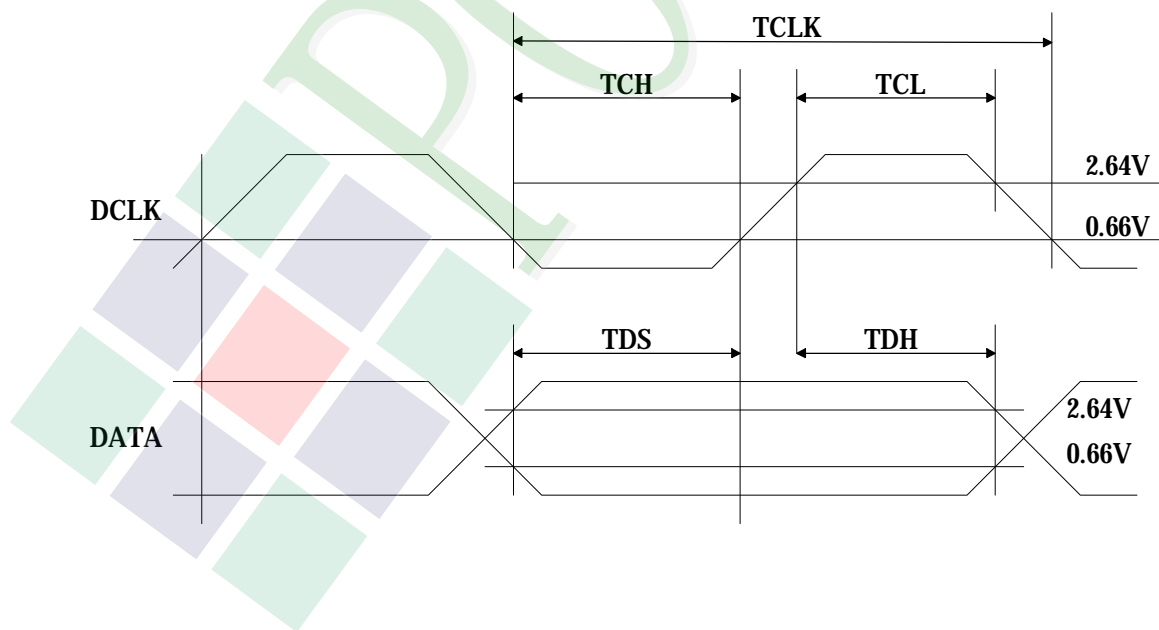 TCLK
TCH
TCL
2.64V
DCLK
0.66V
TDS
TDH
2.64V
DATA
0.66V